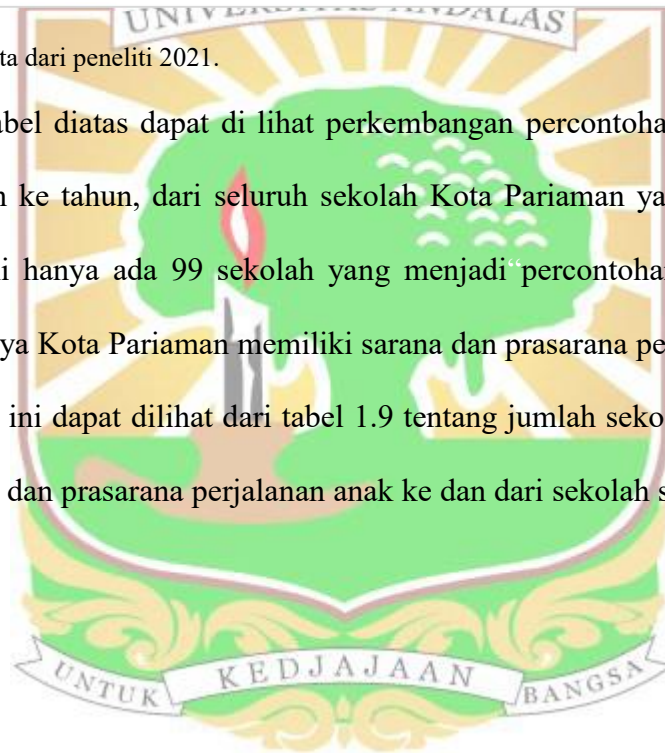 UNIVERSITAS ANDALAS
ta dari peneliti 2021.
abel diatas dapat di lihat perkembangan percontoha
n ke tahun, dari seluruh sekolah Kota Pariaman ya
i hanya ada 99 sekolah yang menjadi“percontohan
ya Kota Pariaman memiliki sarana dan prasarana pe
ini dapat dilihat dari tabel 1.9 tentang jumlah seko
dan prasarana perjalanan anak ke dan dari sekolah s
UNTUK KEDJAJAAN BANGSA